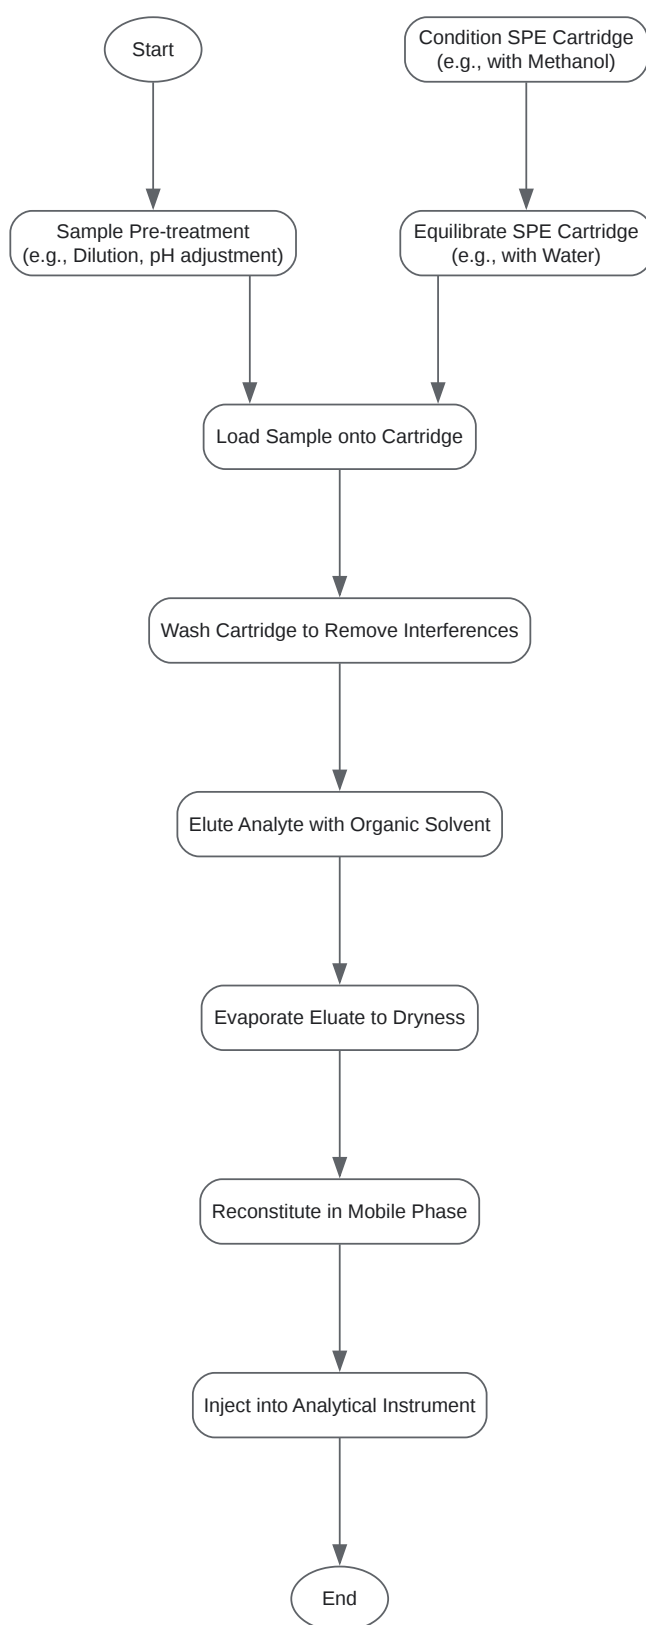 Start
Condition SPE Cartridge
(e.g., with Methanol)
Sample Pre-treatment
(e.g., Dilution, pH adjustment)
Equilibrate SPE Cartridge
(e.g., with Water)
Load Sample onto Cartridge
Wash Cartridge to Remove Interferences
Elute Analyte with Organic Solvent
Evaporate Eluate to Dryness
Reconstitute in Mobile Phase
Inject into Analytical Instrument
End